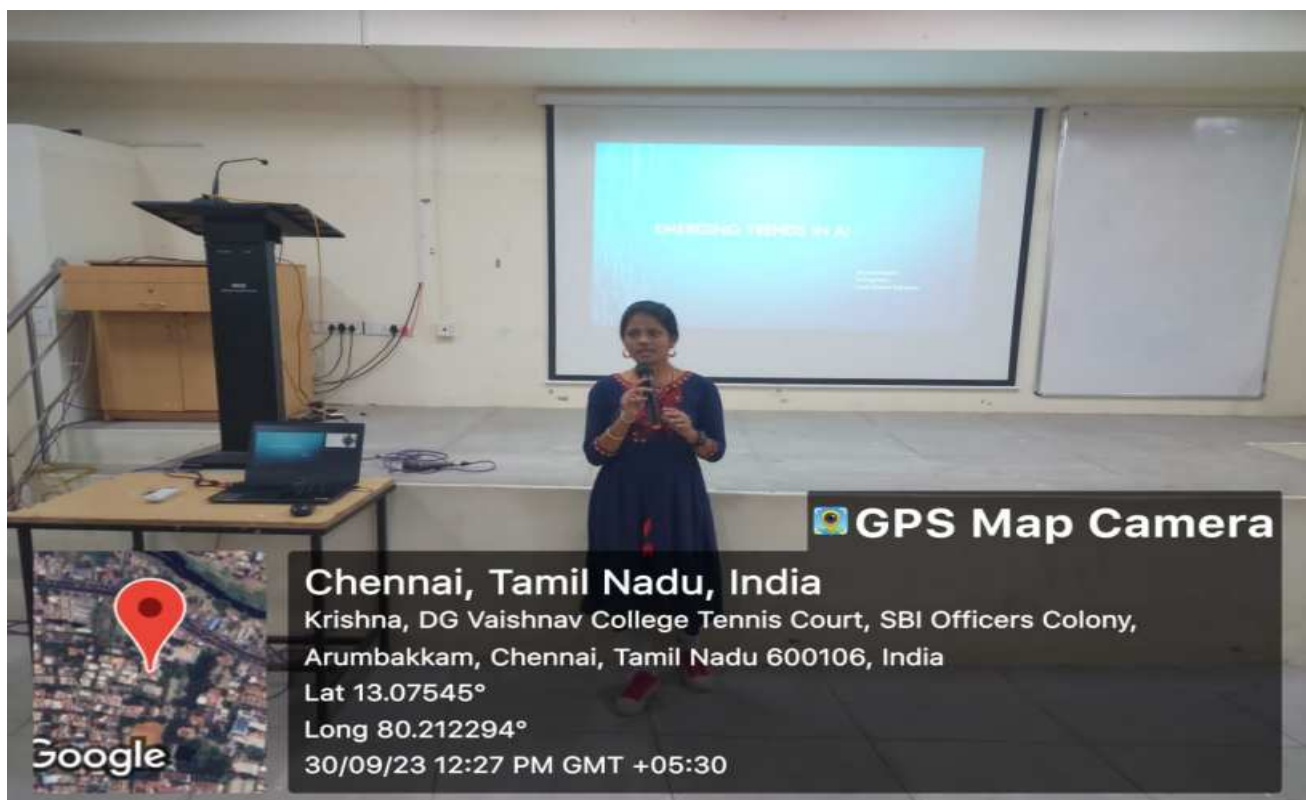 EMERGING TRENDS IN AI
GPS Map Camera
Chennai, Tamil Nadu, India
Krishna, DG Vaishnav College Tennis Court, SBI Officers Colony,
Arumbakkam, Chennai, Tamil Nadu 600106, India
Lat 13.07545°
Long 80.212294°
30/09/23 12:27 PM GMT +05:30
Google